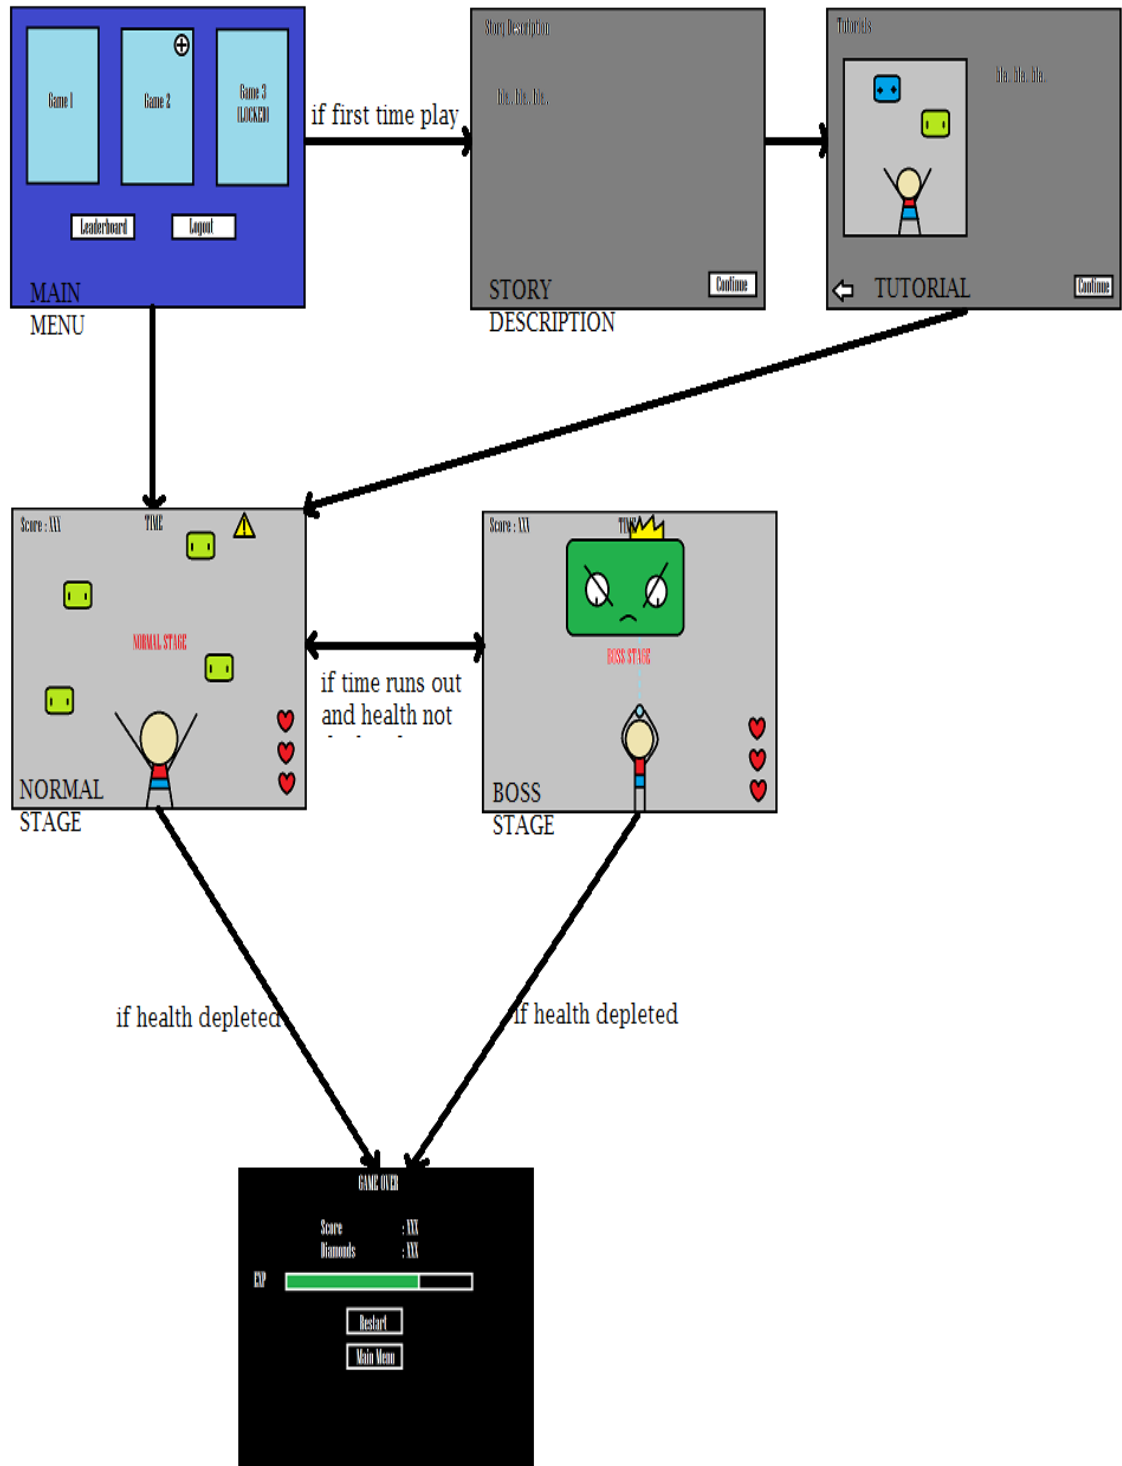 Game 1
Game 2
Game 3
(LOCKED)
Leaderboard
Logout
MAIN
MENU
if first time play
Story Description
bla.. bla.. bla..
Continue
STORY
DESCRIPTION
Tutorials
bla.. bla.. bla..
TUTORIAL
Continue
Score : XXX
TIME
NORMAL STAGE
NORMAL
STAGE
if time runs out
and health not
Score : XXX
TIME
BOSS STAGE
BOSS
STAGE
if health depleted
if health depleted
GAME OVER
Score : XXX
Diamonds : XXX
EXP
Restart
Main Menu